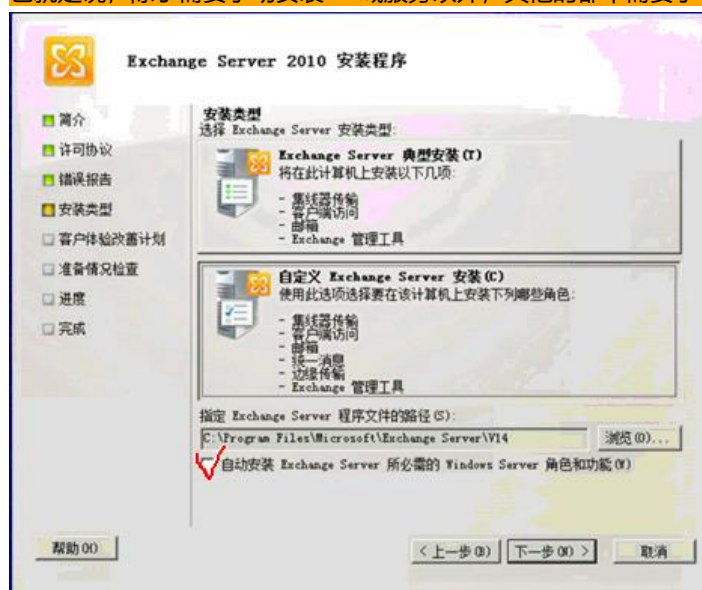 Exchange Server 2010 安装程序
简介
许可协议
错误报告
安装类型
客户体验改善计划
准备情况检查
进度
完成
安装类型
选择 Exchange Server 安装类型:
Exchange Server 典型安装(T)
将在此计算机上安装以下几项:
- 集线器传输
- 客户端访问
- 邮箱
- Exchange 管理工具
自定义 Exchange Server 安装(C)
使用此选项选择要在该计算机上安装下列哪些角色:
- 集线器传输
- 客户端访问
- 邮箱
- 统一消息
- 边缘传输
- Exchange 管理工具
指定 Exchange Server 程序文件的路径(S):
C:\Program Files\Microsoft\Exchange Server\V14
浏览(O)...
自动安装 Exchange Server 所必需的 Windows Server 角色和功能(W)
帮助(X)
< 上一步(B)
下一步(N) >
取消